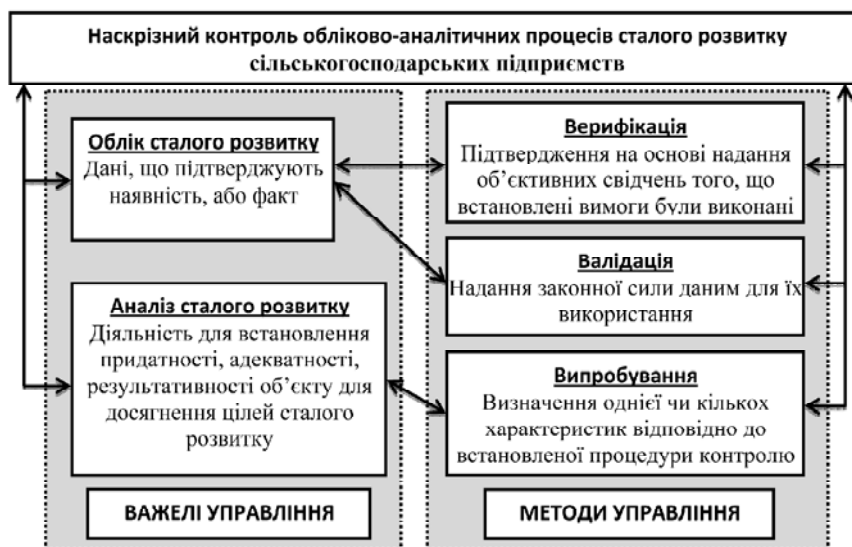 Наскрізний контроль обліково-аналітичних процесів сталого розвитку
сільськогосподарських підприємств
Облік сталого розвитку
Дані, що підтверджують
наявність, або факт
Аналіз сталого розвитку
Діяльність для встановлення
придатності, адекватності,
результативності об’єкту для
досягнення цілей сталого
розвитку
ВАЖЕЛІ УПРАВЛІННЯ
Верифікація
Підтвердження на основі надання
об’єктивних свідчень того, що
встановлені вимоги були виконані
Валідація
Надання законної сили даним для їх
використання
Випробування
Визначення однієї чи кількох
характеристик відповідно до
встановленої процедури контролю
МЕТОДИ УПРАВЛІННЯ